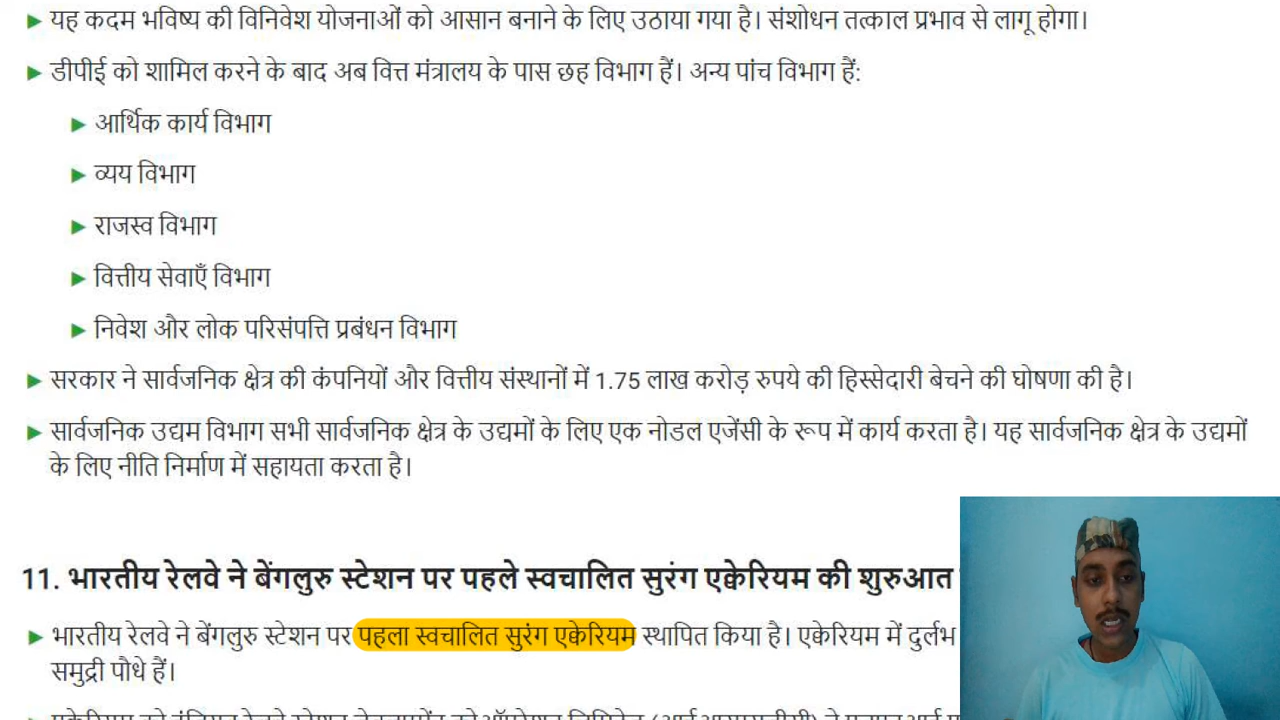 ▶ यह कदम भविष्य की विनिवेश योजनाओं को आसान बनाने के लिए उठाया गया है। संशोधन तत्काल प्रभाव से लागू होगा।
▶ डीपीई को शामिल करने के बाद अब वित्त मंत्रालय के पास छह विभाग हैं। अन्य पांच विभाग हैं:
▶ आर्थिक कार्य विभाग
▶ व्यय विभाग
▶ राजस्व विभाग
▶ वित्तीय सेवाएँ विभाग
▶ निवेश और लोक परिसंपत्ति प्रबंधन विभाग
▶ सरकार ने सार्वजनिक क्षेत्र की कंपनियों और वित्तीय संस्थानों में 1.75 लाख करोड़ रुपये की हिस्सेदारी बेचने की घोषणा की है।
▶ सार्वजनिक उद्यम विभाग सभी सार्वजनिक क्षेत्र के उद्यमों के लिए एक नोडल एजेंसी के रूप में कार्य करता है। यह सार्वजनिक क्षेत्र के उद्यमों
के लिए नीति निर्माण में सहायता करता है।
11. भारतीय रेलवे ने बेंगलुरु स्टेशन पर पहले स्वचालित सुरंग एक्वेरियम की शुरुआत
▶ भारतीय रेलवे ने बेंगलुरु स्टेशन पर पहला स्वचालित सुरंग एक्वेरियम स्थापित किया है। एक्वेरियम में दुर्लभ
समुद्री पौधे हैं।